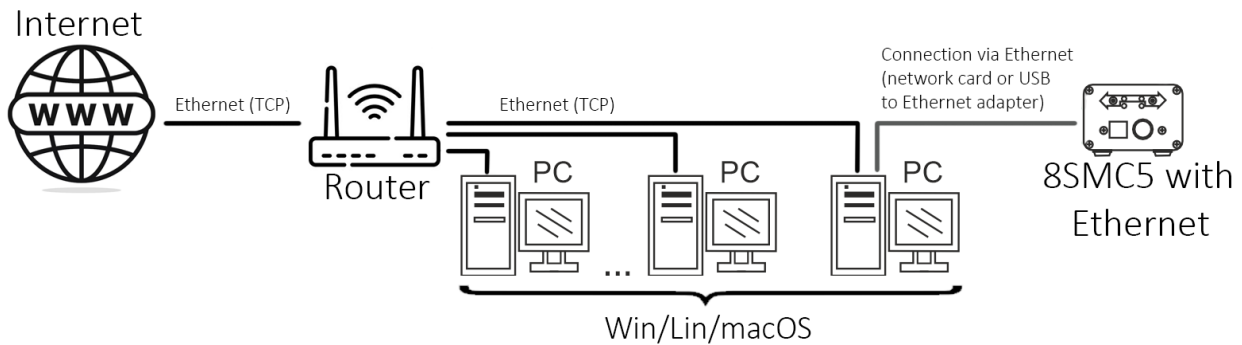 Internet
WWW
Ethernet (TCP)
Router
Ethernet (TCP)
Connection via Ethernet
(network card or USB
to Ethernet adapter)
PC
PC
PC
...
8SMC5 with
Ethernet
Win/Lin/macOS